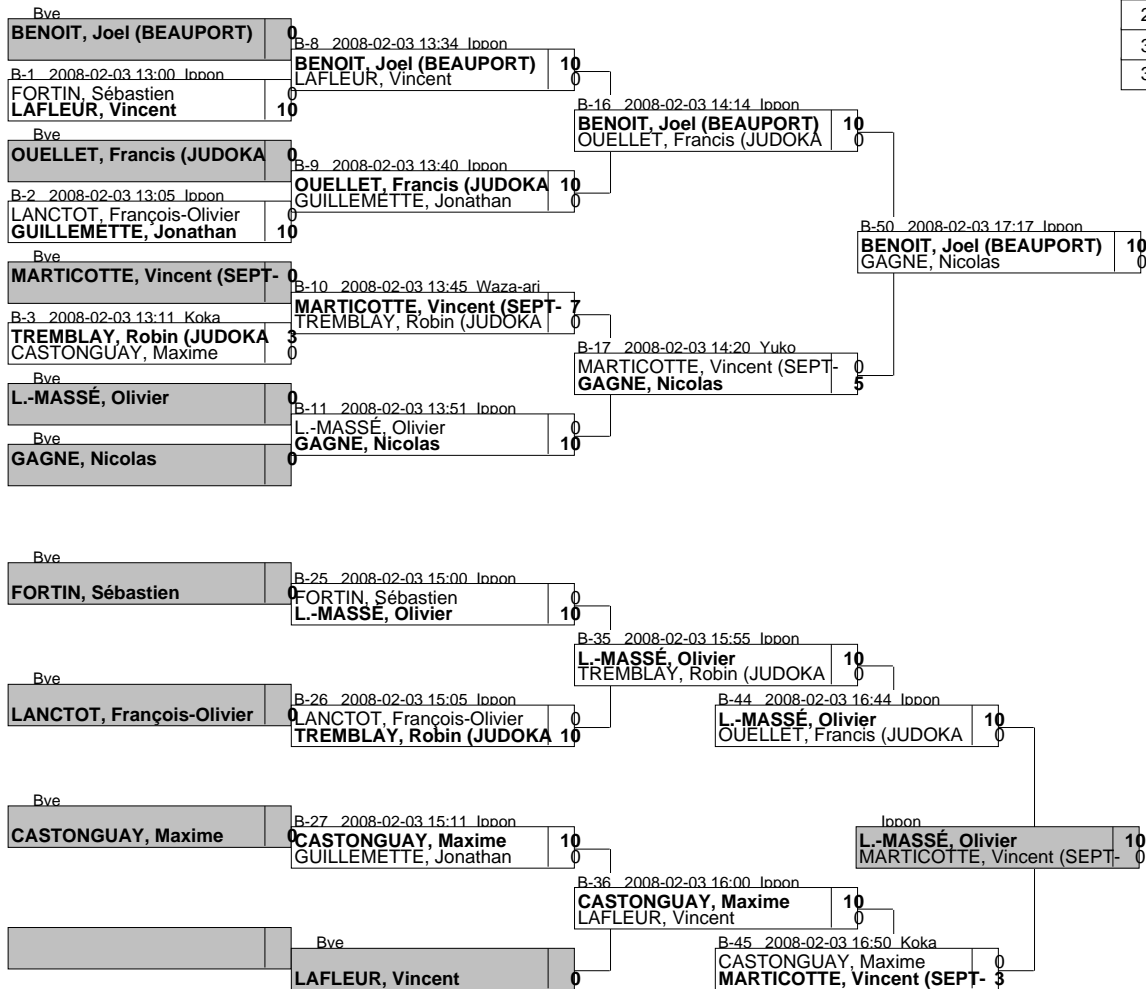 Bye
BENOIT, Joel (BEAUPORT) 0
B-1 2008-02-03 13:00 Ippon
FORTIN, Sébastien 0
LAFLEUR, Vincent 10
Bye
OUELLET, Francis (JUDOKA 0
B-2 2008-02-03 13:05 Ippon
LANCTOT, François-Olivier 0
GUILLEMETTE, Jonathan 10
Bye
MARTICOTTE, Vincent (SEPT- 0
B-3 2008-02-03 13:11 Koka
TREMBLAY, Robin (JUDOKA 3
CASTONGUAY, Maxime 0
Bye
L.-MASSÉ, Olivier 0
Bye
GAGNE, Nicolas 0
B-8 2008-02-03 13:34 Ippon
BENOIT, Joel (BEAUPORT) 10
LAFLEUR, Vincent 0
B-9 2008-02-03 13:40 Ippon
OUELLET, Francis (JUDOKA 10
GUILLEMETTE, Jonathan 0
B-10 2008-02-03 13:45 Waza-ari
MARTICOTTE, Vincent (SEPT- 7
TREMBLAY, Robin (JUDOKA 0
B-11 2008-02-03 13:51 Ippon
L.-MASSÉ, Olivier 0
GAGNE, Nicolas 10
B-16 2008-02-03 14:14 Ippon
BENOIT, Joel (BEAUPORT) 10
OUELLET, Francis (JUDOKA 0
B-17 2008-02-03 14:20 Yuko
MARTICOTTE, Vincent (SEPT- 0
GAGNE, Nicolas 5
B-50 2008-02-03 17:17 Ippon
BENOIT, Joel (BEAUPORT) 10
GAGNE, Nicolas 0
2
3
3
Bye
FORTIN, Sébastien 0
Bye
LANCTOT, François-Olivier 0
Bye
CASTONGUAY, Maxime 0
B-25 2008-02-03 15:00 Ippon
FORTIN, Sébastien 0
L.-MASSÉ, Olivier 10
B-26 2008-02-03 15:05 Ippon
LANCTOT, François-Olivier 0
TREMBLAY, Robin (JUDOKA 10
B-27 2008-02-03 15:11 Ippon
CASTONGUAY, Maxime 10
GUILLEMETTE, Jonathan 0
Bye
LAFLEUR, Vincent 0
B-35 2008-02-03 15:55 Ippon
L.-MASSÉ, Olivier 10
TREMBLAY, Robin (JUDOKA 0
B-36 2008-02-03 16:00 Ippon
CASTONGUAY, Maxime 10
LAFLEUR, Vincent 0
B-44 2008-02-03 16:44 Ippon
L.-MASSÉ, Olivier 10
OUELLET, Francis (JUDOKA 0
B-45 2008-02-03 16:50 Koka
CASTONGUAY, Maxime 0
MARTICOTTE, Vincent (SEPT- 3
Ippon
L.-MASSÉ, Olivier 10
MARTICOTTE, Vincent (SEPT- 0